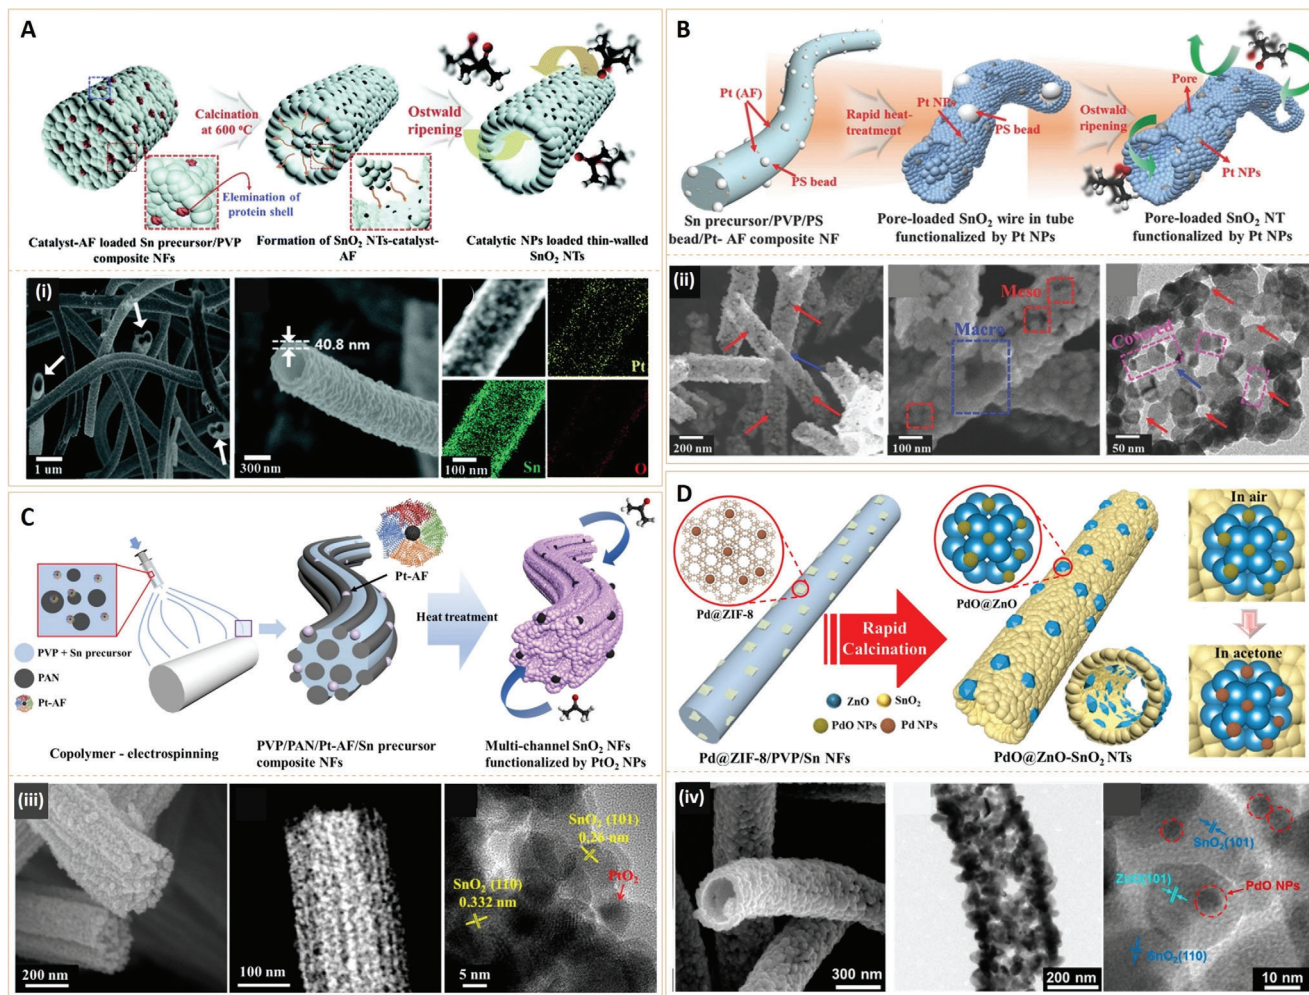 A
Calcination
at 600 °C
Ostwald
ripening
Elemination of
protein shell
Catalyst-AF loaded Sn precursor/PVP
composite NFs
Formation of SnO₂ NTs-catalyst-
AF
Catalytic NPs loaded thin-walled
SnO₂ NTs
(i)
1 um
40.8 nm
300 nm
Pt
Sn
100 nm
O
B
Pt (AF)
PS bead
Rapid heat-
treatment
Pt NPs
PS bead
Ostwald
ripening
Pore
Pt NPs
Sn precursor/PVP/PS
bead/Pt- AF composite NF
Pore-loaded SnO₂ wire in tube
functionalized by Pt NPs
Pore-loaded SnO₂ NT
functionalized by Pt NPs
(ii)
200 nm
Meso
Macro
100 nm
Covered
50 nm
C
PVP + Sn precursor
PAN
Pt-AF
Pt-AF
Heat treatment
Copolymer - electrospinning
PVP/PAN/Pt-AF/Sn precursor
composite NFs
Multi-channel SnO₂ NFs
functionalized by PtO₂ NPs
(iii)
200 nm
100 nm
SnO₂ (101)
0.26 nm
PtO₂
SnO₂ (110)
0.332 nm
5 nm
D
Pd@ZIF-8
Rapid
Calcination
PdO@ZnO
In air
In acetone
ZnO
SnO₂
PdO NPs
Pd NPs
Pd@ZIF-8/PVP/Sn NFs
PdO@ZnO-SnO₂ NTs
(iv)
300 nm
200 nm
SnO₂(101)
ZnO(101)
PdO NPs
SnO₂(110)
10 nm